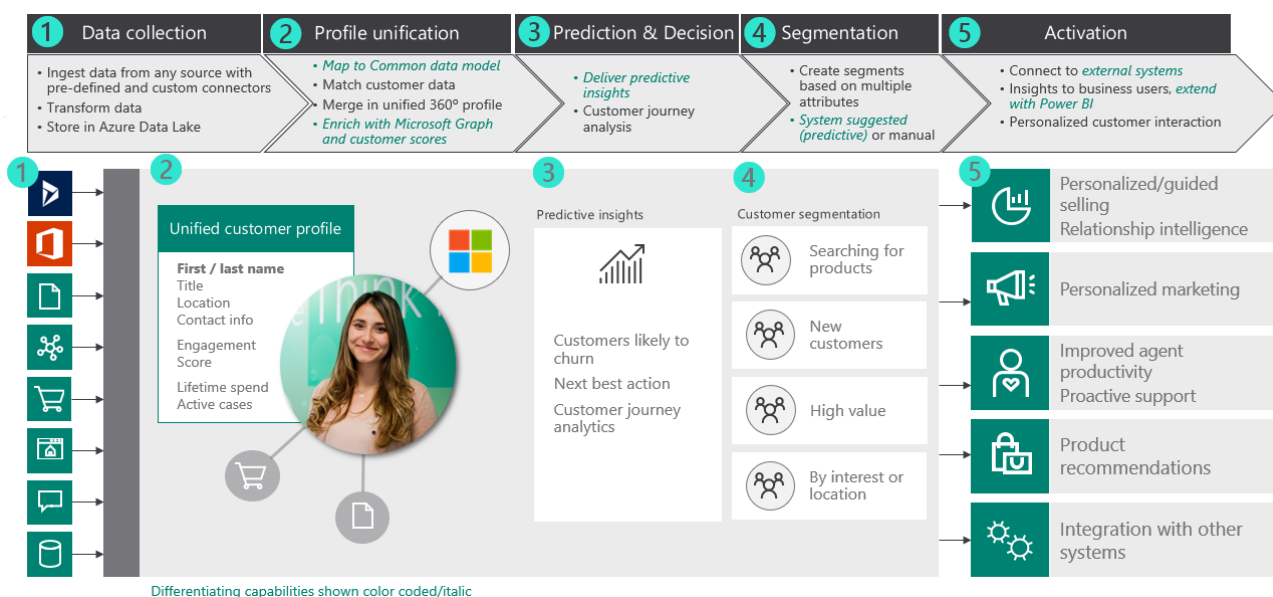 1 Data collection
• Ingest data from any source with
pre-defined and custom connectors
• Transform data
• Store in Azure Data Lake
2 Profile unification
• Map to Common data model
• Match customer data
• Merge in unified 360º profile
• Enrich with Microsoft Graph
and customer scores
3 Prediction & Decision
• Deliver predictive
insights
• Customer journey
analysis
4 Segmentation
• Create segments
based on multiple
attributes
• System suggested
(predictive) or manual
5 Activation
• Connect to external systems
• Insights to business users, extend
with Power BI
• Personalized customer interaction
1
2
Unified customer profile
First / last name
Title
Location
Contact info
Engagement
Score
Lifetime spend
Active cases
Think
3
Predictive insights
Customers likely to
churn
Next best action
Customer journey
analytics
4
Customer segmentation
Searching for
products
New
customers
High value
By interest or
location
5
Personalized/guided
selling
Relationship intelligence
Personalized marketing
Improved agent
productivity
Proactive support
Product
recommendations
Integration with other
systems
Differentiating capabilities shown color coded/italic